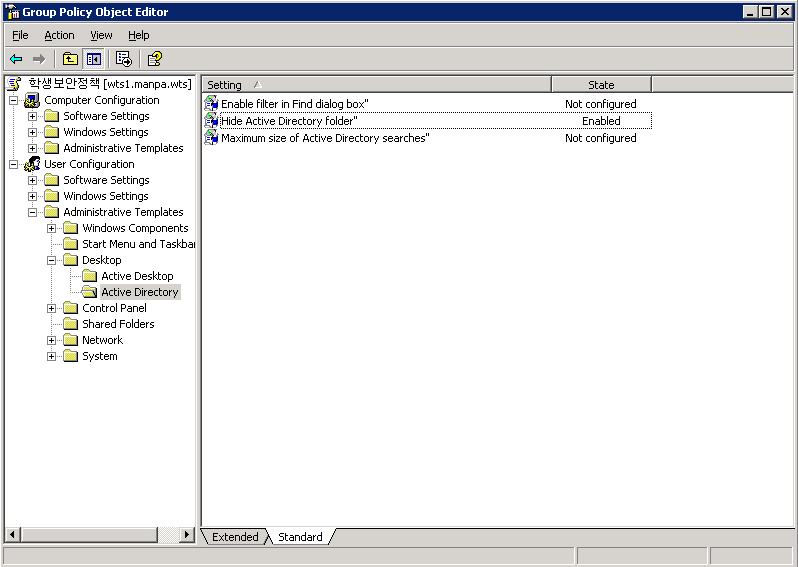 Group Policy Object Editor
File Action View Help
학생보안정책 [wts1.manpa.wts]
Computer Configuration
Software Settings
Windows Settings
Administrative Templates
User Configuration
Software Settings
Windows Settings
Administrative Templates
Windows Components
Start Menu and Taskbar
Desktop
Active Desktop
Active Directory
Control Panel
Shared Folders
Network
System
Setting State
Enable filter in Find dialog box" Not configured
Hide Active Directory folder" Enabled
Maximum size of Active Directory searches" Not configured
Extended Standard